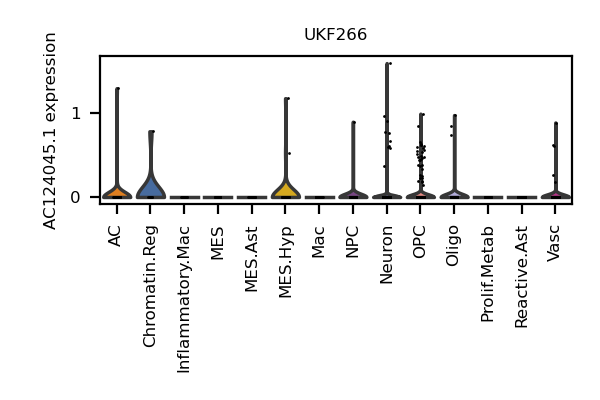 UKF266
AC124045.1 expression
1
0
AC
Chromatin.Reg
Inflammatory.Mac
MES
MES.Ast
MES.Hyp
Mac
NPC
Neuron
OPC
Oligo
Prolif.Metab
Reactive.Ast
Vasc